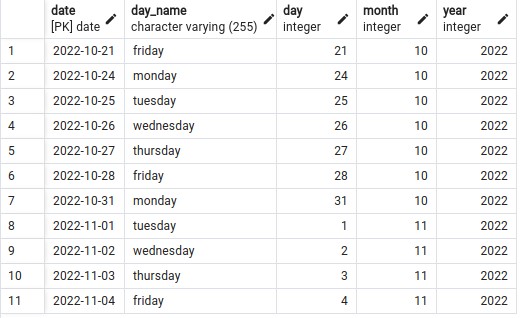 date day_name day month year
[PK] date character varying (255) integer integer integer
1 2022-10-21 friday 21 10 2022
2 2022-10-24 monday 24 10 2022
3 2022-10-25 tuesday 25 10 2022
4 2022-10-26 wednesday 26 10 2022
5 2022-10-27 thursday 27 10 2022
6 2022-10-28 friday 28 10 2022
7 2022-10-31 monday 31 10 2022
8 2022-11-01 tuesday 1 11 2022
9 2022-11-02 wednesday 2 11 2022
10 2022-11-03 thursday 3 11 2022
11 2022-11-04 friday 4 11 2022